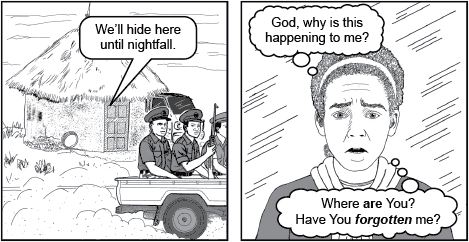 We'll hide here
until nightfall.
God, why is this
happening to me?
Where are You?
Have You forgotten me?